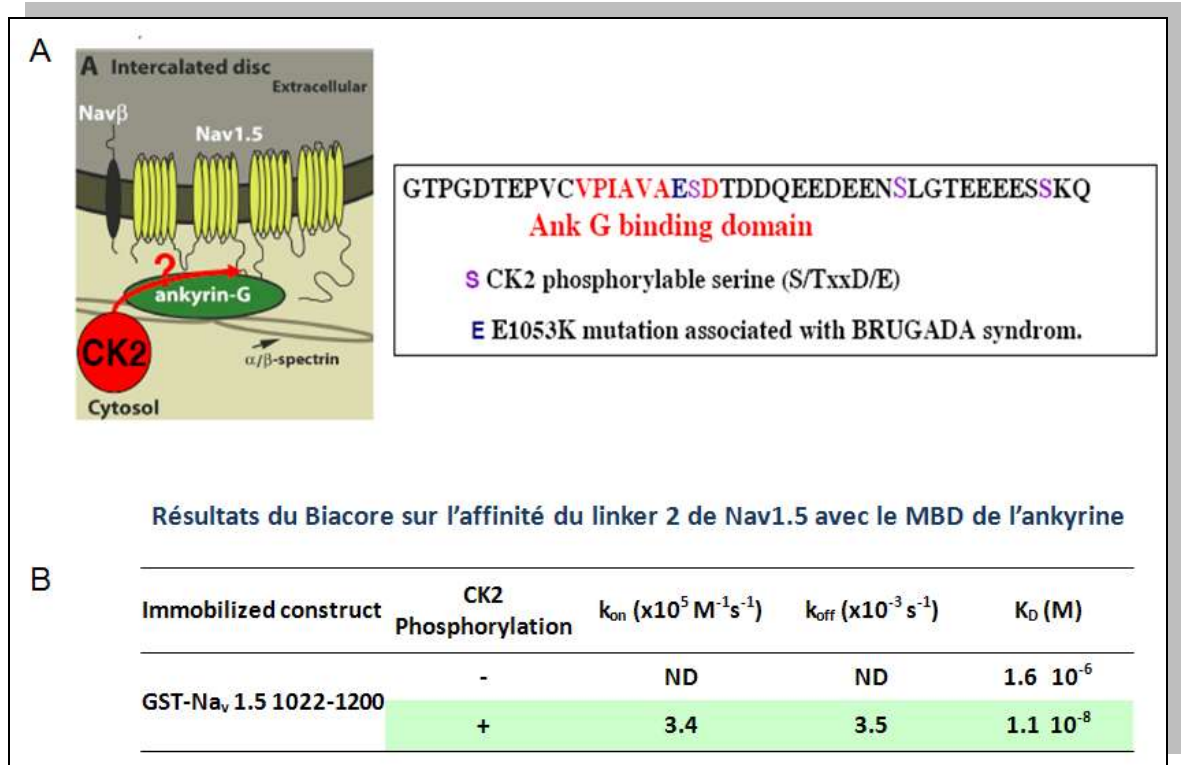 A
A Intercalated disc
Extracellular
Navβ
Nav1.5
?
ankyrin-G
CK2
α/β-spectrin
Cytosol
GTPGDTEPVCVPIAVAESDTDDQEEDEENSLGTEEEESSKQ
Ank G binding domain
S CK2 phosphorylable serine (S/TxxD/E)
E E1053K mutation associated with BRUGADA syndrom.
Résultats du Biacore sur l'affinité du linker 2 de Nav1.5 avec le MBD de l'ankyrine
B
Immobilized construct CK2 Phosphorylation kon (x10⁵ M⁻¹s⁻¹) koff (x10⁻³ s⁻¹) KD (M)
GST-Nav 1.5 1022-1200
- ND ND 1.6 10⁻⁶
+ 3.4 3.5 1.1 10⁻⁸